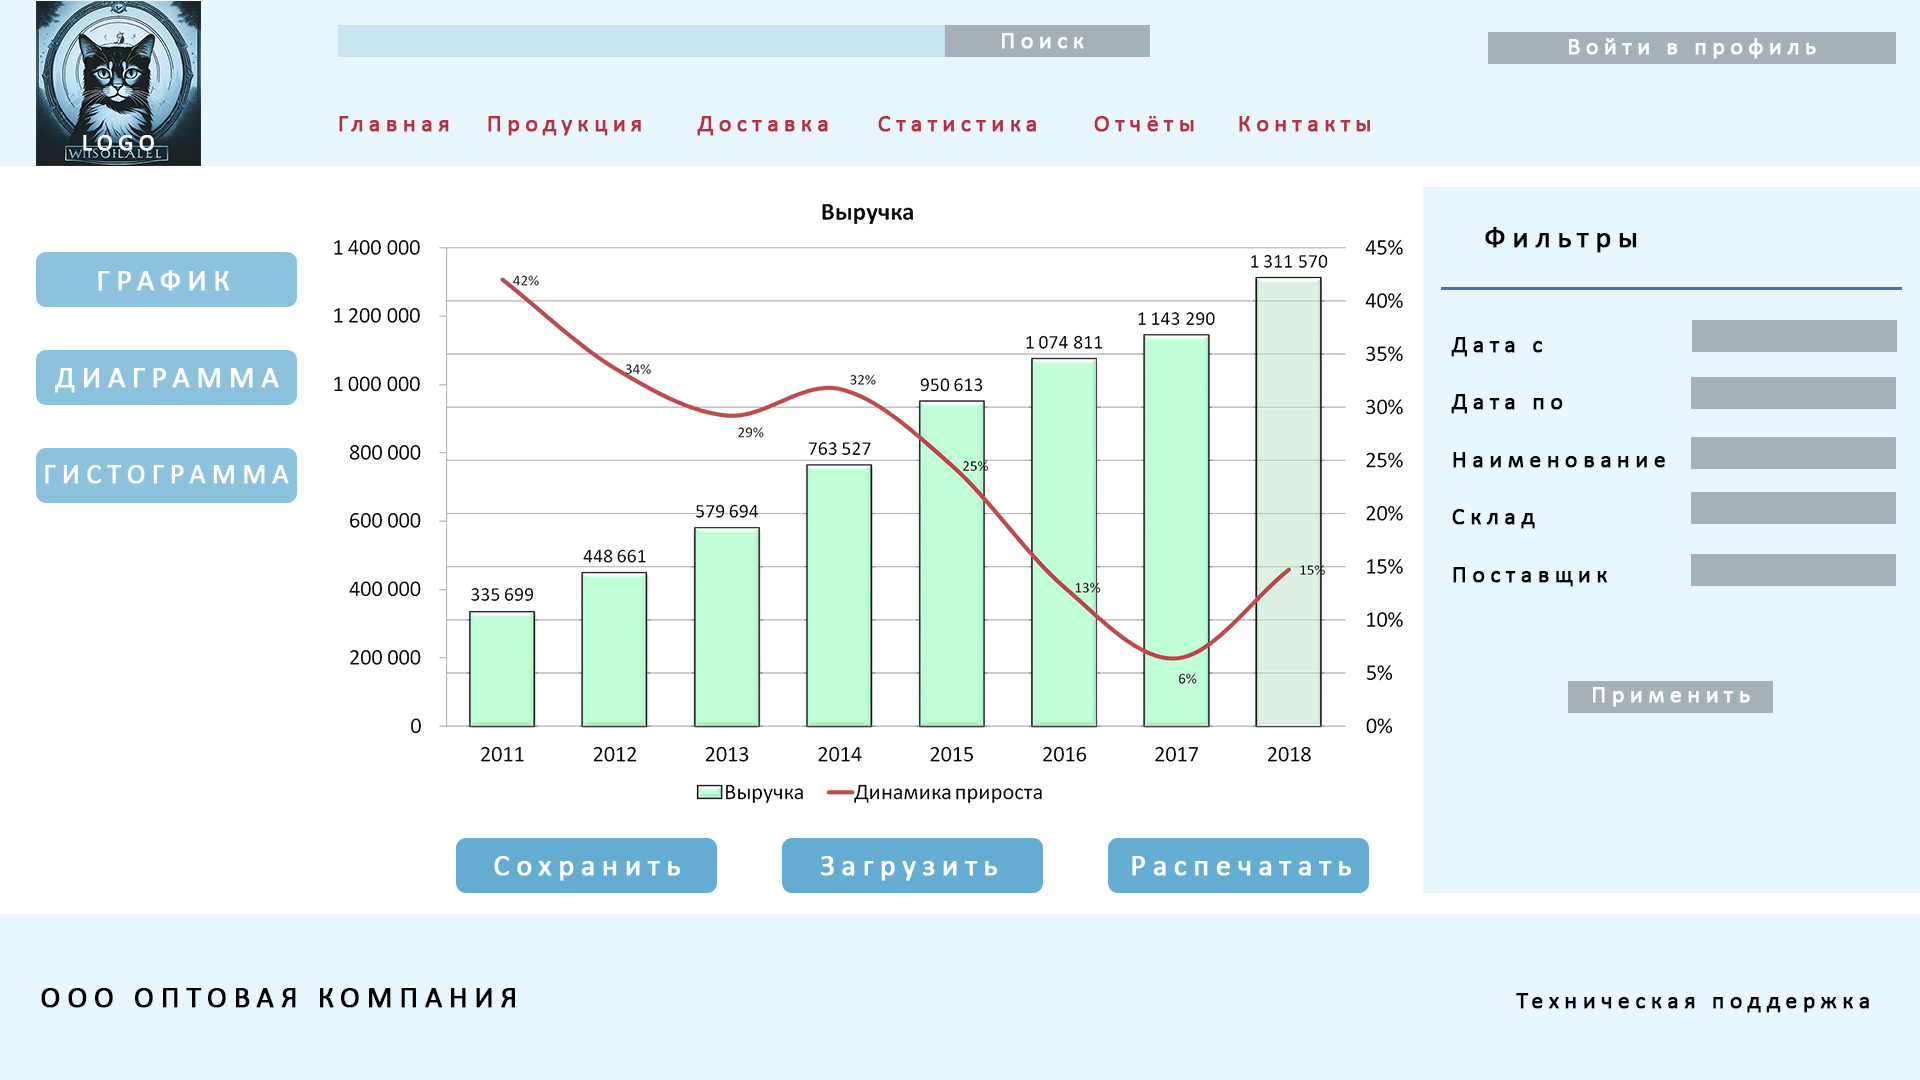 LOGO
Поиск
Войти в профиль
Главная Продукция Доставка Статистика Отчёты Контакты
ГРАФИК
ДИАГРАММА
ГИСТОГРАММА
Выручка
1 400 000
1 200 000
1 000 000
800 000
600 000
400 000
200 000
0
45%
40%
35%
30%
25%
20%
15%
10%
5%
0%
335 699
448 661
579 694
763 527
950 613
1 074 811
1 143 290
1 311 570
42%
34%
29%
32%
25%
13%
6%
15%
2011 2012 2013 2014 2015 2016 2017 2018
Выручка Динамика прироста
Сохранить
Загрузить
Распечатать
Фильтры
Дата с
Дата по
Наименование
Склад
Поставщик
Применить
ООО ОПТОВАЯ КОМПАНИЯ
Техническая поддержка